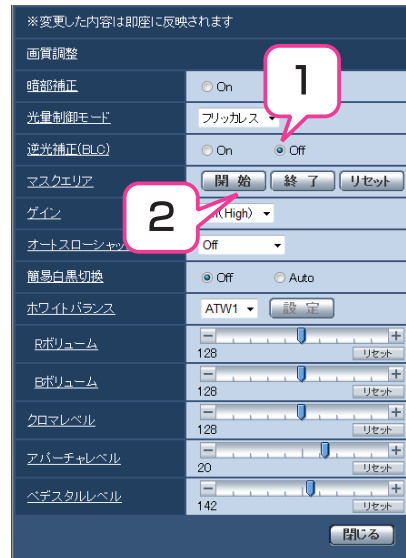 ※変更した内容は即座に反映されます
画質調整
暗部補正 On
1
光量制御モード フリッカレス
逆光補正(BLC) On Off
マスクエリア 開 始 終 了 リセット
2
ゲイン (High)
オートスローシャッ Off
簡易白黒切換 Off Auto
ホワイトバランス ATW1 設 定
Rボリューム − +
128 リセット
Bボリューム − +
128 リセット
クロマレベル − +
128 リセット
アパーチャレベル − +
20 リセット
ペデスタルレベル − +
142 リセット
閉じる